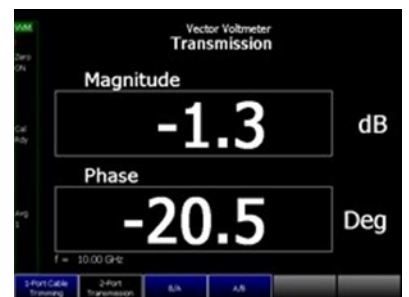 VVM
Vector Voltmeter
Transmission
Zero
ON
Magnitude
-1.3 dB
Cal
Rdy
Phase
-20.5 Deg
Avg
1
f = 10.00 GHz
1-Port Cable
Trimming
2-Port
Transmission
B/A
A/B